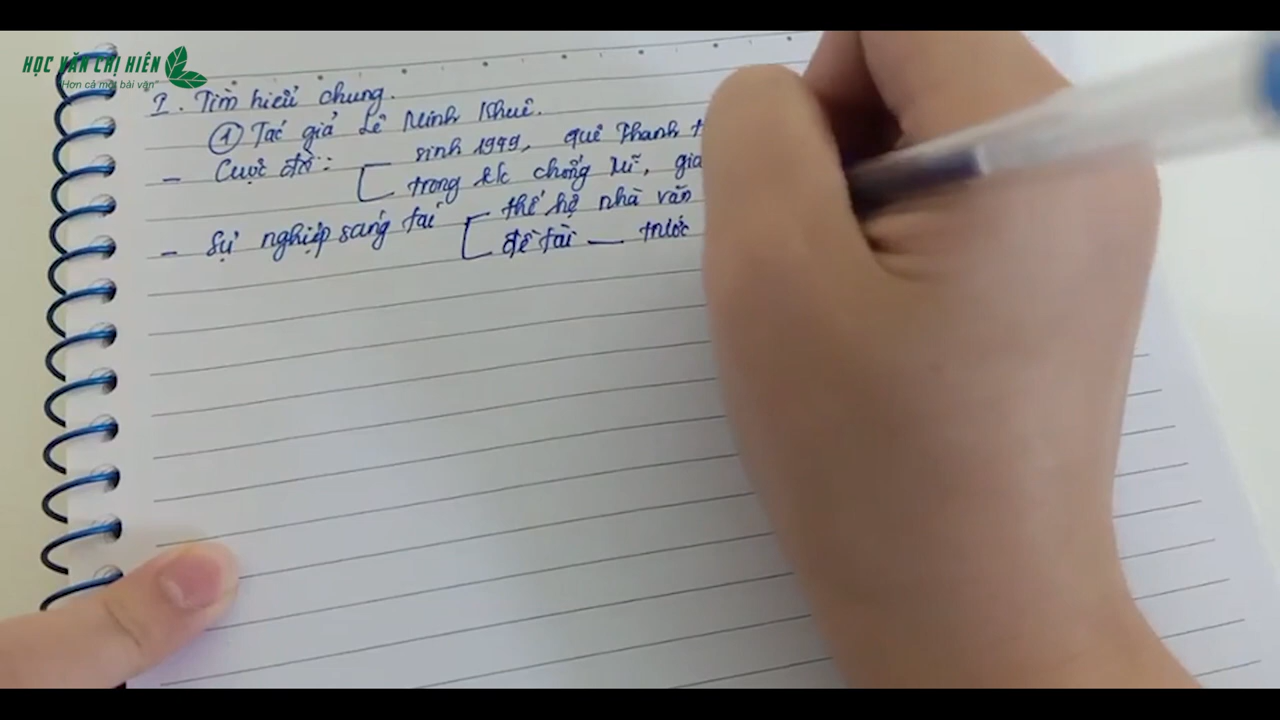 HỌC VĂN CHỊ HIÊN
"Hơn cả một bài văn"
I. Tìm hiểu chung.
① Tác giả Lê Minh Khuê.
- Cuộc đời: sinh 1949, quê Thanh
trong k/c chống Mĩ, gia
- Sự nghiệp sáng tác thế hệ nhà văn
đề tài — trước